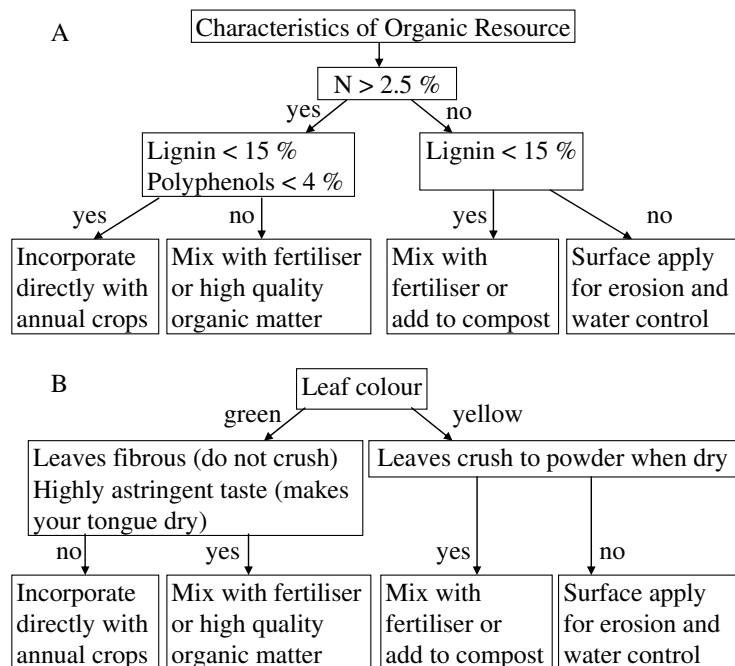 A
Characteristics of Organic Resource
N > 2.5 %
yes
no
Lignin < 15 %
Polyphenols < 4 %
Lignin < 15 %
yes
no
yes
no
Incorporate
directly with
annual crops
Mix with fertiliser
or high quality
organic matter
Mix with
fertiliser or
add to compost
Surface apply
for erosion and
water control
B
Leaf colour
green
yellow
Leaves fibrous (do not crush)
Highly astringent taste (makes
your tongue dry)
Leaves crush to powder when dry
no
yes
yes
no
Incorporate
directly with
annual crops
Mix with fertiliser
or high quality
organic matter
Mix with
fertiliser or
add to compost
Surface apply
for erosion and
water control